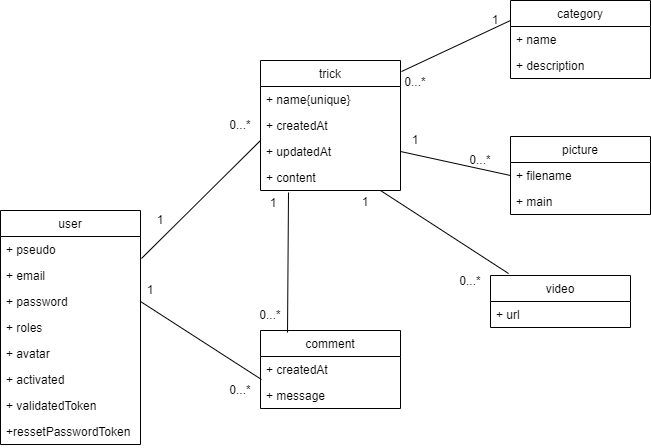 category
+ name
+ description
1
0...*
trick
+ name{unique}
+ createdAt
+ updatedAt
+ content
0...*
1
0...*
picture
+ filename
+ main
1
1
1
user
+ pseudo
+ email
+ password
+ roles
+ avatar
+ activated
+ validatedToken
+ressetPasswordToken
1
0...*
video
+ url
0...*
comment
+ createdAt
+ message
0...*